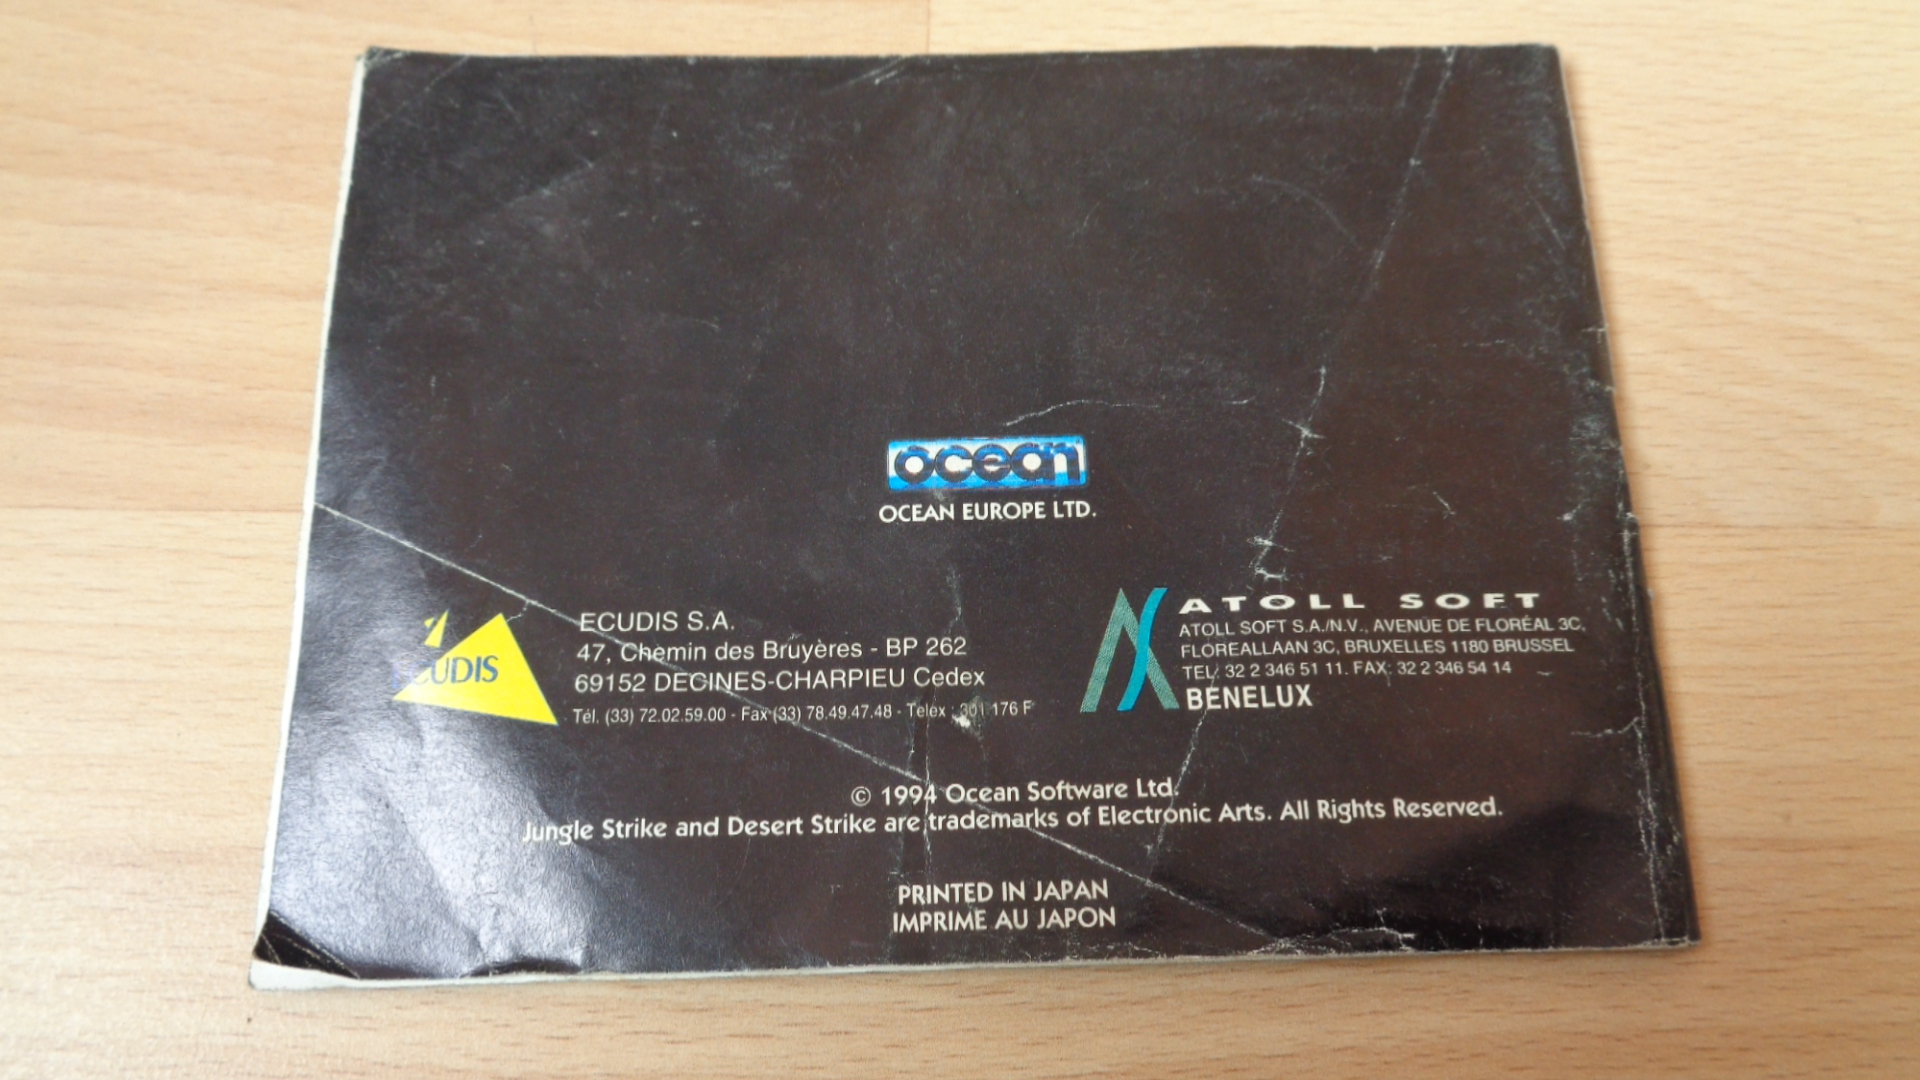 ocean
OCEAN EUROPE LTD.
ECUDIS
ECUDIS S.A.
47, Chemin des Bruyères - BP 262
69152 DECINES-CHARPIEU Cedex
Tél. (33) 72.02.59.00 - Fax (33) 78.49.47.48 - Telex : 301 176 F
ATOLL SOFT
ATOLL SOFT S.A./N.V., AVENUE DE FLORÉAL 3C,
FLOREALLAAN 3C, BRUXELLES 1180 BRUSSEL
TEL: 32 2 346 51 11. FAX: 32 2 346 54 14
BENELUX
© 1994 Ocean Software Ltd.
Jungle Strike and Desert Strike are trademarks of Electronic Arts. All Rights Reserved.
PRINTED IN JAPAN
IMPRIME AU JAPON